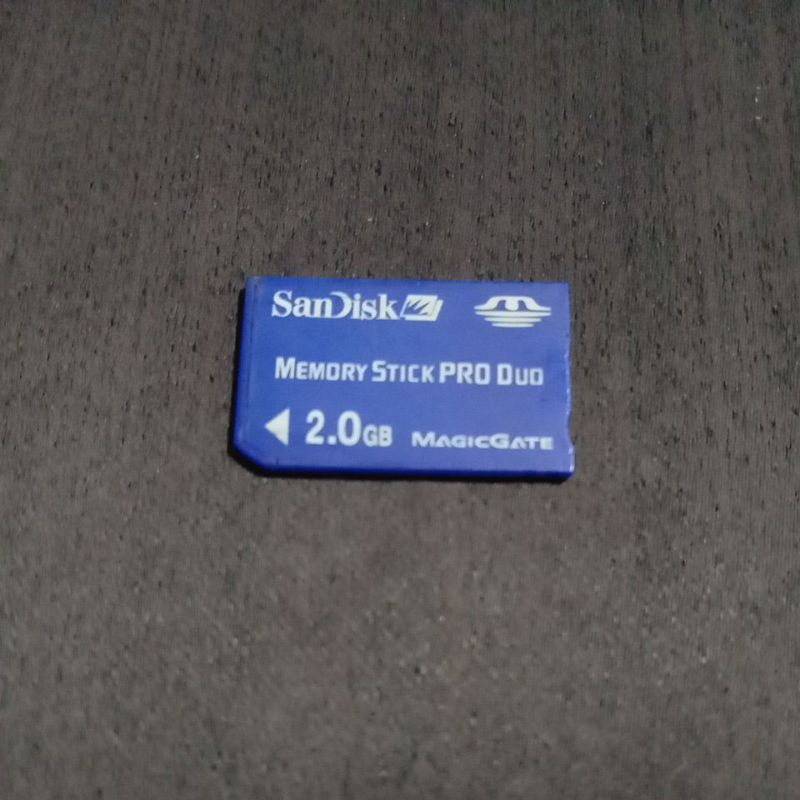 SanDisk
MEMORY STICK PRO DUO
2.0GB MAGICGATE